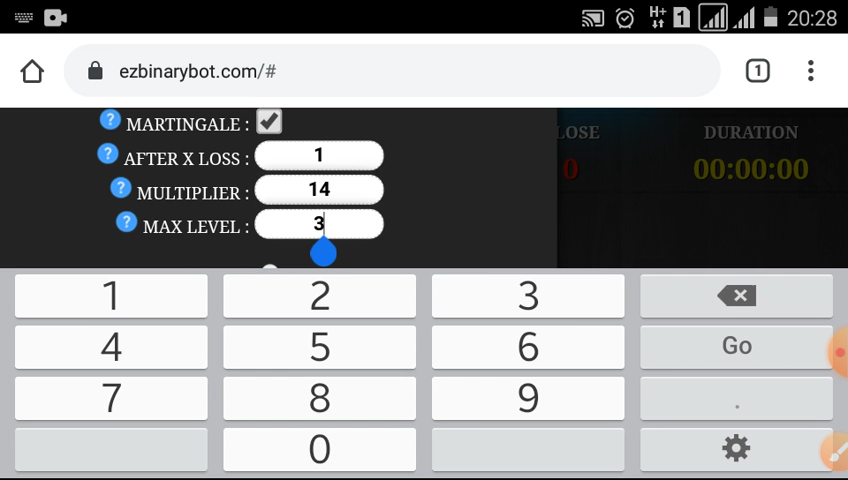 H+ 1 20:28
ezbinarybot.com/# 1
? MARTINGALE :
? AFTER X LOSS : 1
? MULTIPLIER : 14
? MAX LEVEL : 3
LOSE DURATION
0 00:00:00
1 2 3
4 5 6 Go
7 8 9 .
0